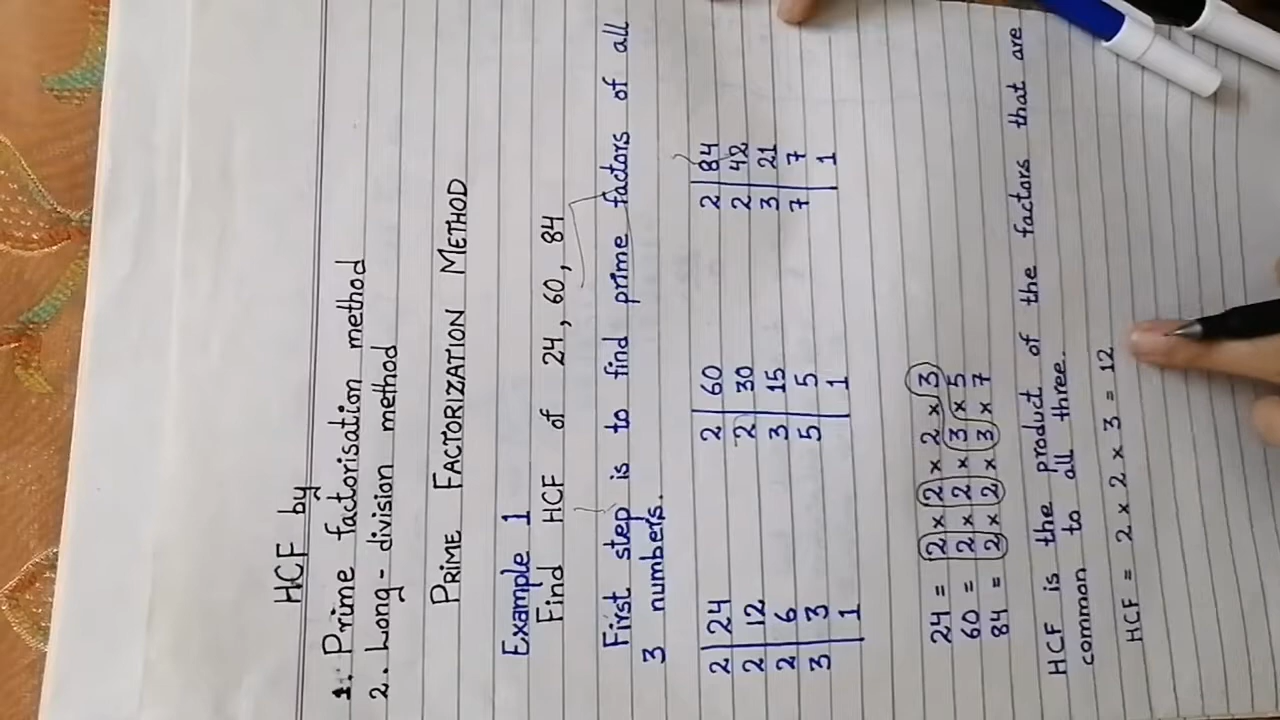 HCF by
1. Prime factorisation method
2. Long-division method
PRIME FACTORIZATION METHOD
Example 1
Find HCF of 24, 60, 84
First step is to find prime factors of all
3 numbers.
2 | 24 2 | 60 2 | 84
2 | 12 2 | 30 2 | 42
2 | 6 3 | 15 3 | 21
3 | 3 5 | 5 7 | 7
| 1 | 1 | 1
24 = 2 x 2 x 2 x 3
60 = 2 x 2 x 3 x 5
84 = 2 x 2 x 3 x 7
HCF is the product of the factors that are
common to all three.
HCF = 2 x 2 x 3 = 12